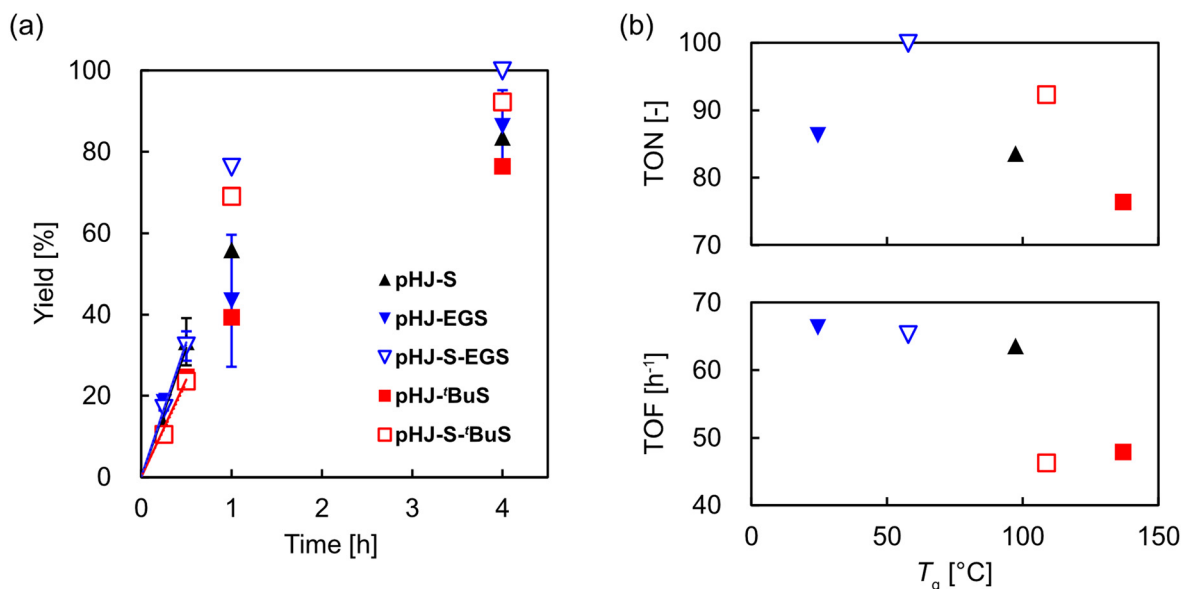 (a)
Yield [%]
100
80
60
40
20
0
0 1 2 3 4
Time [h]
pHJ-S
pHJ-EGS
pHJ-S-EGS
pHJ-ᵗBuS
pHJ-S-ᵗBuS
(b)
TON [-]
100
90
80
70
TOF [h⁻¹]
70
60
50
40
0 50 100 150
Tg [°C]